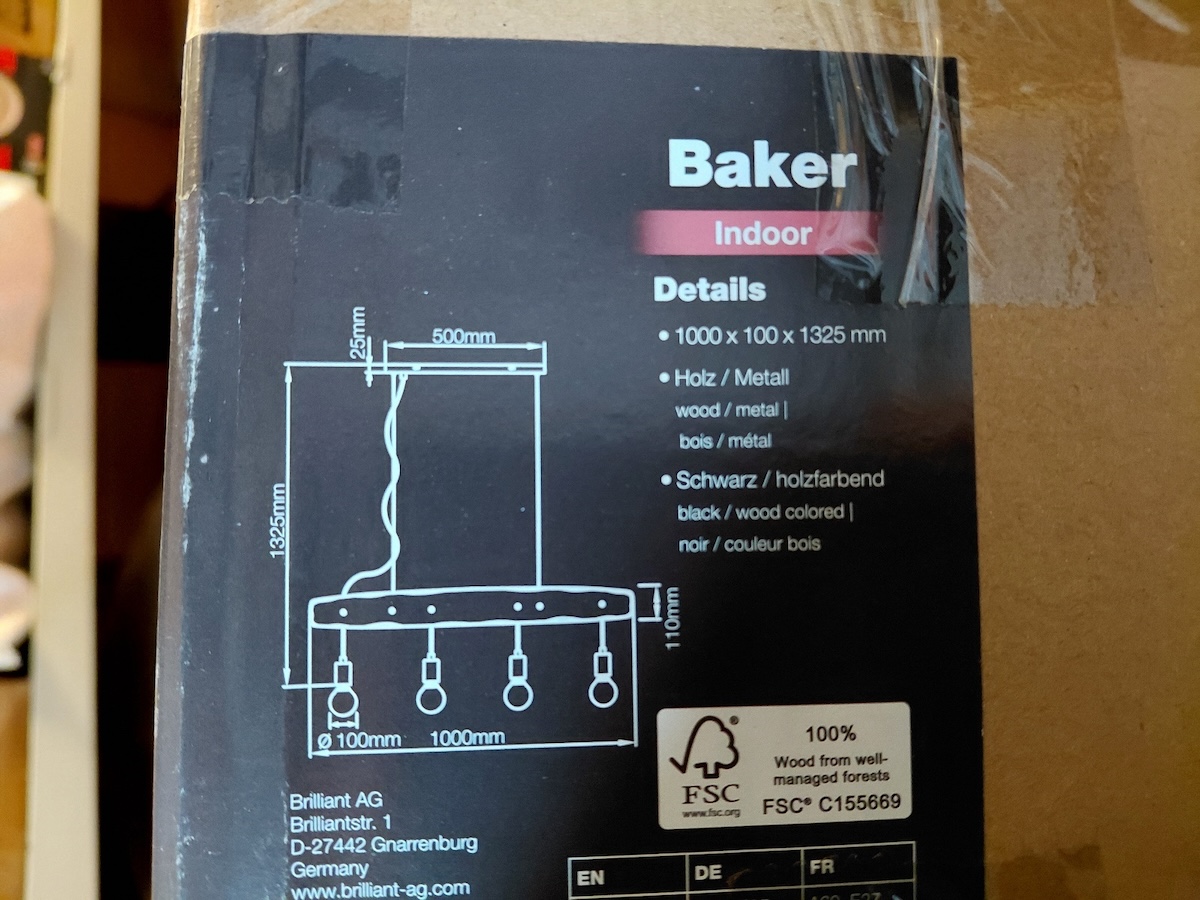 Baker
Indoor
Details
• 1000 x 100 x 1325 mm
• Holz / Metall
wood / metal |
bois / métal
• Schwarz / holzfarbend
black / wood colored |
noir / couleur bois
25mm
500mm
1325mm
110mm
Ø 100mm
1000mm
Brilliant AG
Brilliantstr. 1
D-27442 Gnarrenburg
Germany
www.brilliant-ag.com
®
FSC
www.fsc.org
100%
Wood from well-
managed forests
FSC® C155669
EN DE FR